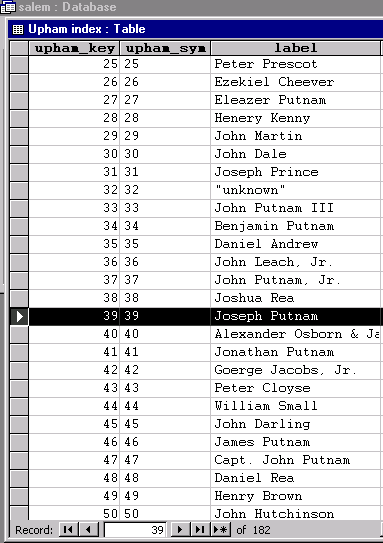 salem : Database
Upham index : Table
upham_key upham_sym label
25 25 Peter Prescot
26 26 Ezekiel Cheever
27 27 Eleazer Putnam
28 28 Henery Kenny
29 29 John Martin
30 30 John Dale
31 31 Joseph Prince
32 32 "unknown"
33 33 John Putnam III
34 34 Benjamin Putnam
35 35 Daniel Andrew
36 36 John Leach, Jr.
37 37 John Putnam, Jr.
38 38 Joshua Rea
39 39 Joseph Putnam
40 40 Alexander Osborn & Ja
41 41 Jonathan Putnam
42 42 Goerge Jacobs, Jr.
43 43 Peter Cloyse
44 44 William Small
45 45 John Darling
46 46 James Putnam
47 47 Capt. John Putnam
48 48 Daniel Rea
49 49 Henry Brown
50 50 John Hutchinson
Record: 39 of 182